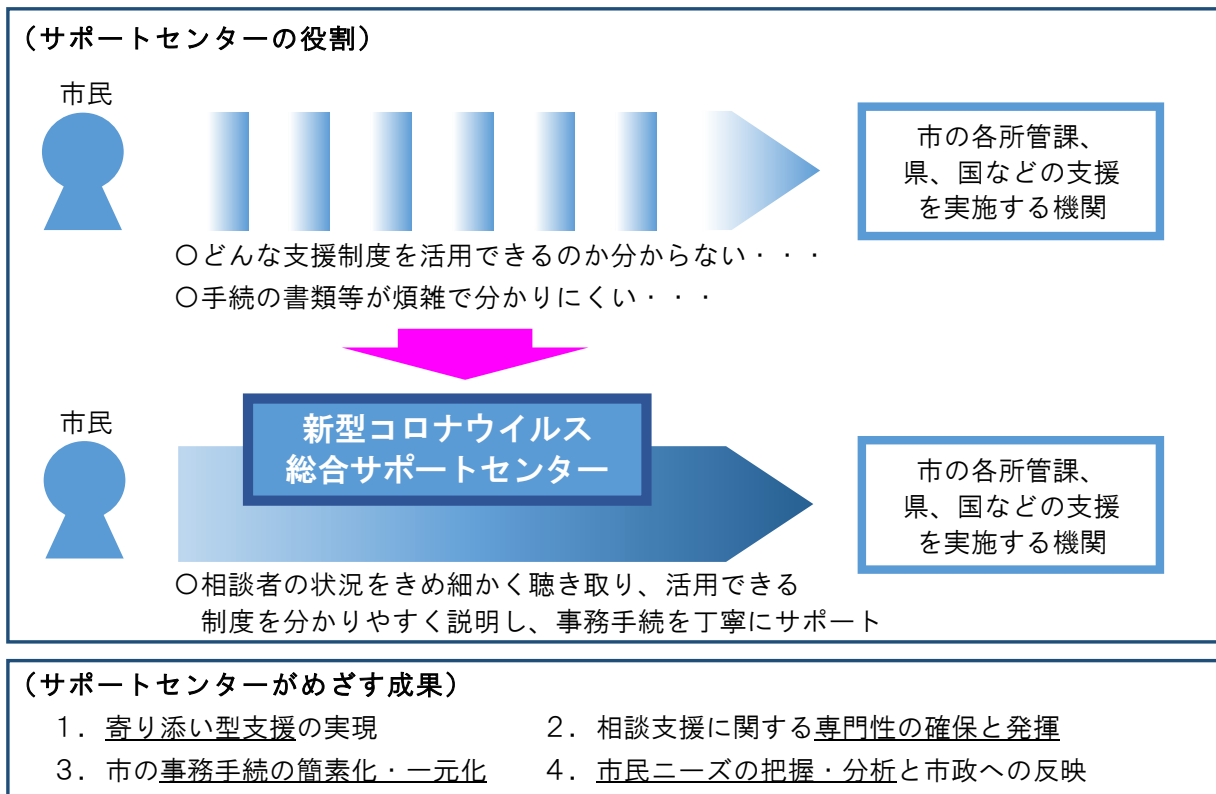 （サポートセンターの役割）
市民
市の各所管課、
県、国などの支援
を実施する機関
〇どんな支援制度を活用できるのか分からない・・・
〇手続の書類等が煩雑で分かりにくい・・・
市民
新型コロナウイルス
総合サポートセンター
市の各所管課、
県、国などの支援
を実施する機関
〇相談者の状況をきめ細かく聴き取り、活用できる
制度を分かりやすく説明し、事務手続を丁寧にサポート
（サポートセンターがめざす成果）
１．寄り添い型支援の実現　２．相談支援に関する専門性の確保と発揮
３．市の事務手続の簡素化・一元化　４．市民ニーズの把握・分析と市政への反映